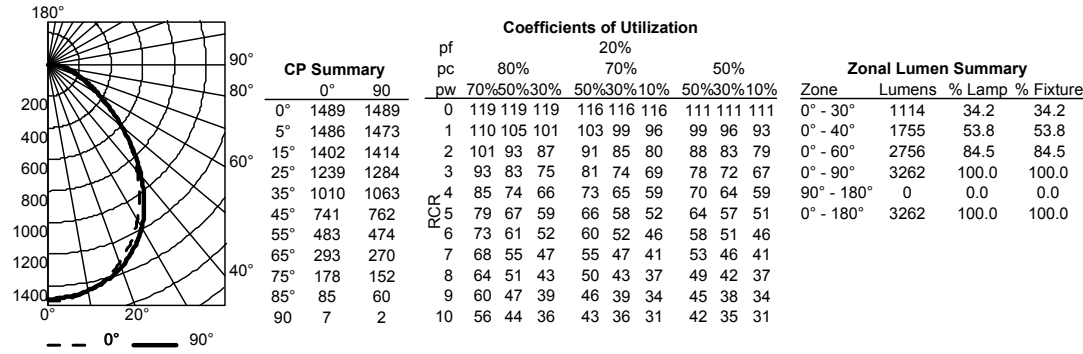 180°
90°
80°
60°
40°
200
400
600
800
1000
1200
1400
0° 20°
0° 90°
CP Summary
0° 90
0° 1489 1489
5° 1486 1473
15° 1402 1414
25° 1239 1284
35° 1010 1063
45° 741 762
55° 483 474
65° 293 270
75° 178 152
85° 85 60
90 7 2
Coefficients of Utilization
pf 20%
pc 80% 70% 50%
pw 70%50%30% 50%30%10% 50%30%10%
RCR
0 119 119 119 116 116 116 111 111 111
1 110 105 101 103 99 96 99 96 93
2 101 93 87 91 85 80 88 83 79
3 93 83 75 81 74 69 78 72 67
4 85 74 66 73 65 59 70 64 59
5 79 67 59 66 58 52 64 57 51
6 73 61 52 60 52 46 58 51 46
7 68 55 47 55 47 41 53 46 41
8 64 51 43 50 43 37 49 42 37
9 60 47 39 46 39 34 45 38 34
10 56 44 36 43 36 31 42 35 31
Zonal Lumen Summary
Zone Lumens % Lamp % Fixture
0° - 30° 1114 34.2 34.2
0° - 40° 1755 53.8 53.8
0° - 60° 2756 84.5 84.5
0° - 90° 3262 100.0 100.0
90° - 180° 0 0.0 0.0
0° - 180° 3262 100.0 100.0